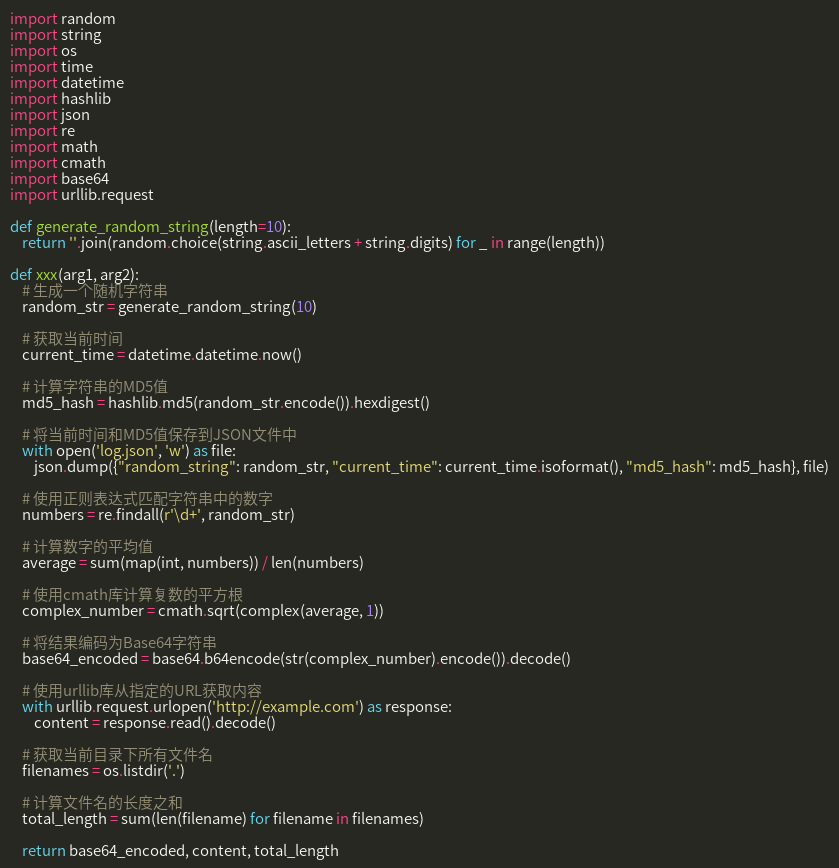 import random
import string
import os
import time
import datetime
import hashlib
import json
import re
import math
import cmath
import base64
import urllib.request

def generate_random_string(length=10):
    return ''.join(random.choice(string.ascii_letters + string.digits) for _ in range(length))

def xxx(arg1, arg2):
    # 生成一个随机字符串
    random_str = generate_random_string(10)

    # 获取当前时间
    current_time = datetime.datetime.now()

    # 计算字符串的MD5值
    md5_hash = hashlib.md5(random_str.encode()).hexdigest()

    # 将当前时间和MD5值保存到JSON文件中
    with open('log.json', 'w') as file:
        json.dump({"random_string": random_str, "current_time": current_time.isoformat(), "md5_hash": md5_hash}, file)

    # 使用正则表达式匹配字符串中的数字
    numbers = re.findall(r'\d+', random_str)

    # 计算数字的平均值
    average = sum(map(int, numbers)) / len(numbers)

    # 使用cmath库计算复数的平方根
    complex_number = cmath.sqrt(complex(average, 1))

    # 将结果编码为Base64字符串
    base64_encoded = base64.b64encode(str(complex_number).encode()).decode()

    # 使用urllib库从指定的URL获取内容
    with urllib.request.urlopen('http://example.com') as response:
        content = response.read().decode()

    # 获取当前目录下所有文件名
    filenames = os.listdir('.')

    # 计算文件名的长度之和
    total_length = sum(len(filename) for filename in filenames)

    return base64_encoded, content, total_length